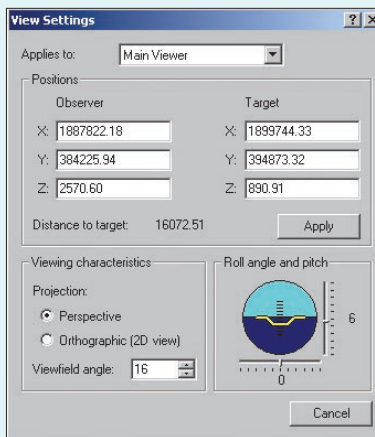 View Settings
Applies to: Main Viewer
Positions
Observer Target
X: 1887822.18 X: 1899744.33
Y: 384225.94 Y: 394873.32
Z: 2570.60 Z: 890.91
Distance to target: 16072.51 Apply
Viewing characteristics Roll angle and pitch
Projection:
Perspective
Orthographic (2D view)
6
Viewfield angle: 16
0
Cancel